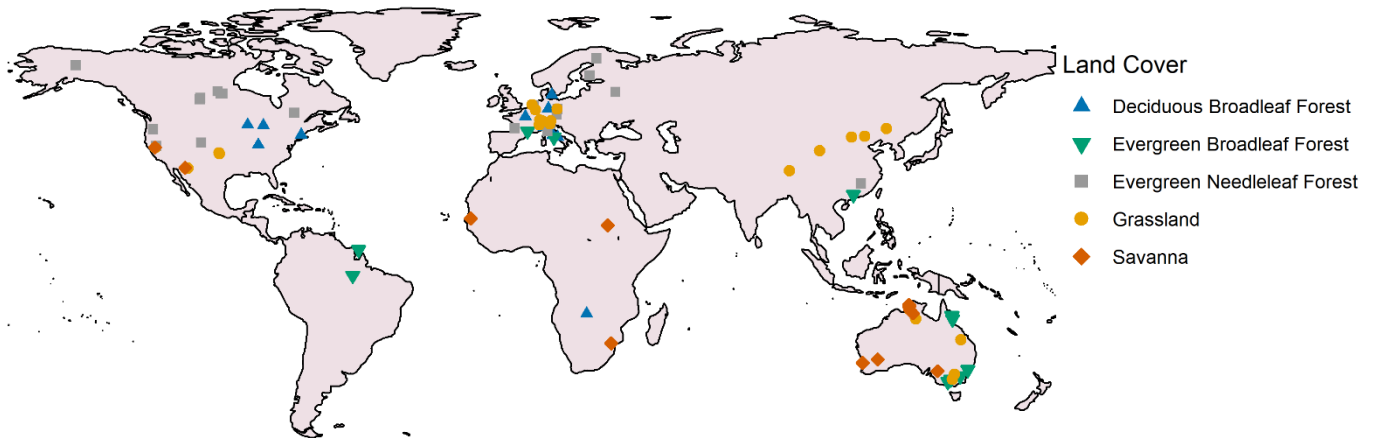 Land Cover
Deciduous Broadleaf Forest
Evergreen Broadleaf Forest
Evergreen Needleleaf Forest
Grassland
Savanna